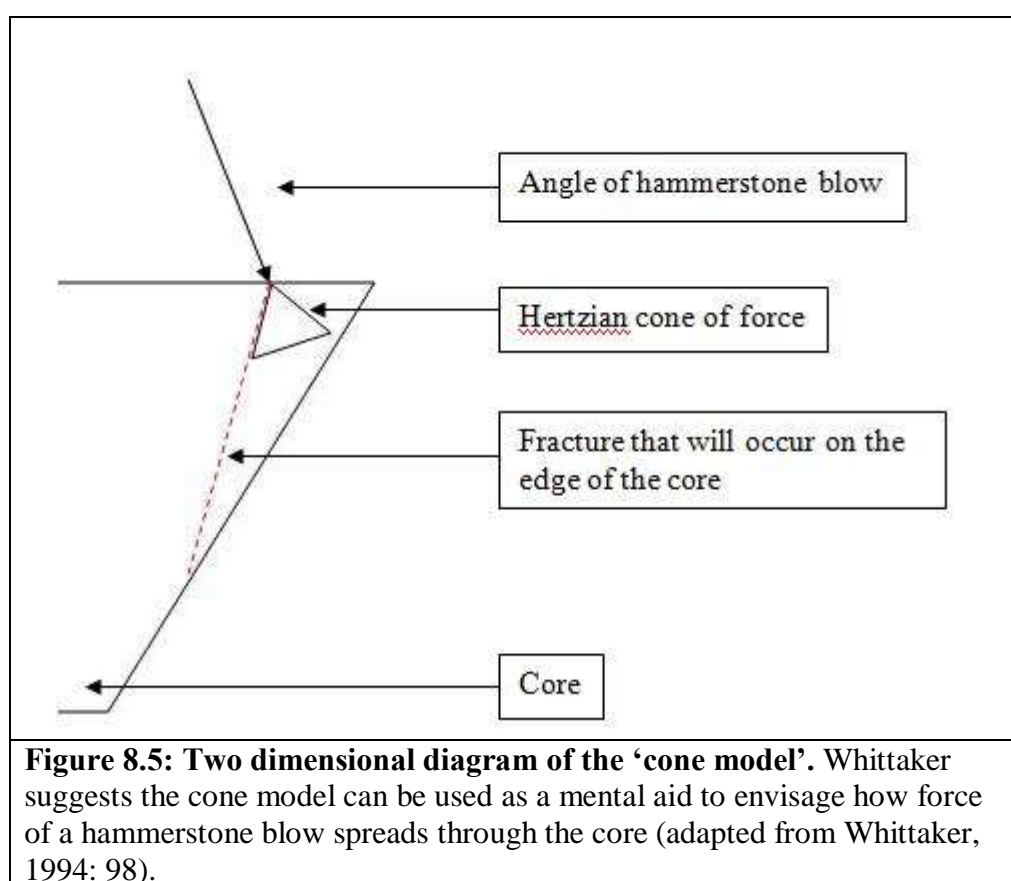 Angle of hammerstone blow
Hertzian cone of force
Fracture that will occur on the
edge of the core
Core
Figure 8.5: Two dimensional diagram of the ‘cone model’. Whittaker
suggests the cone model can be used as a mental aid to envisage how force
of a hammerstone blow spreads through the core (adapted from Whittaker,
1994: 98).